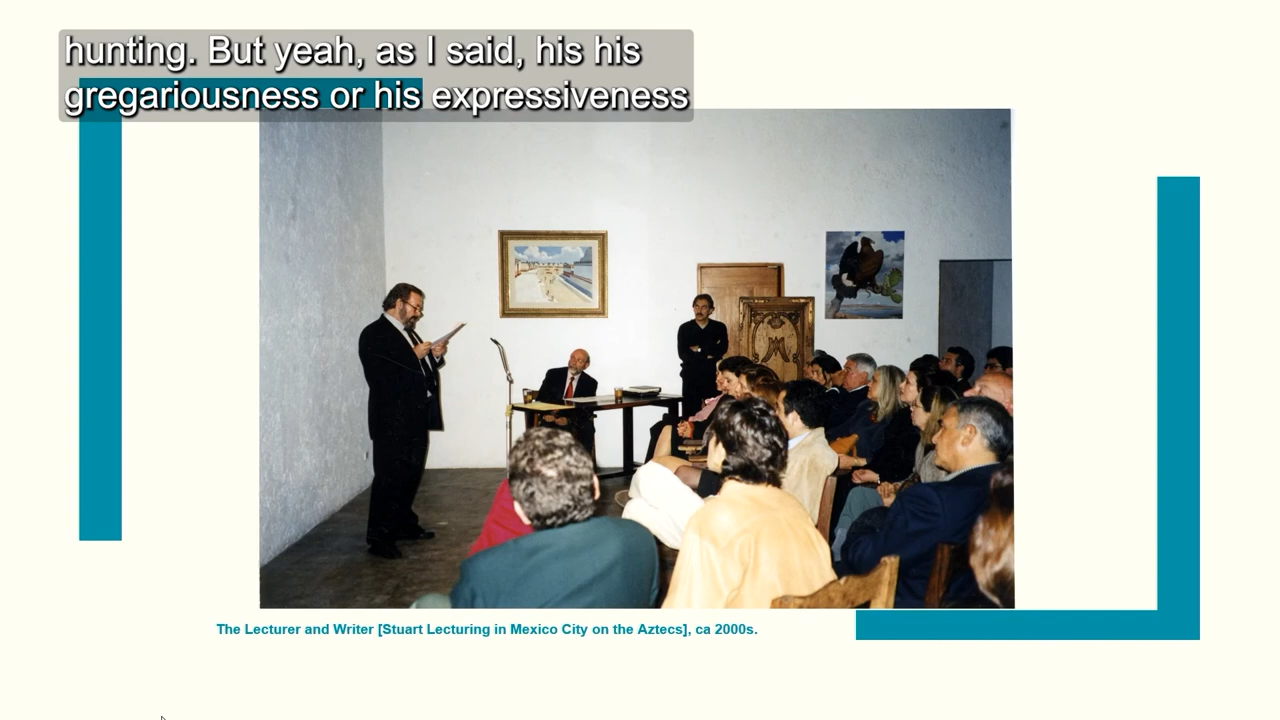 hunting. But yeah, as I said, his his
gregariousness or his expressiveness
The Lecturer and Writer [Stuart Lecturing in Mexico City on the Aztecs], ca 2000s.